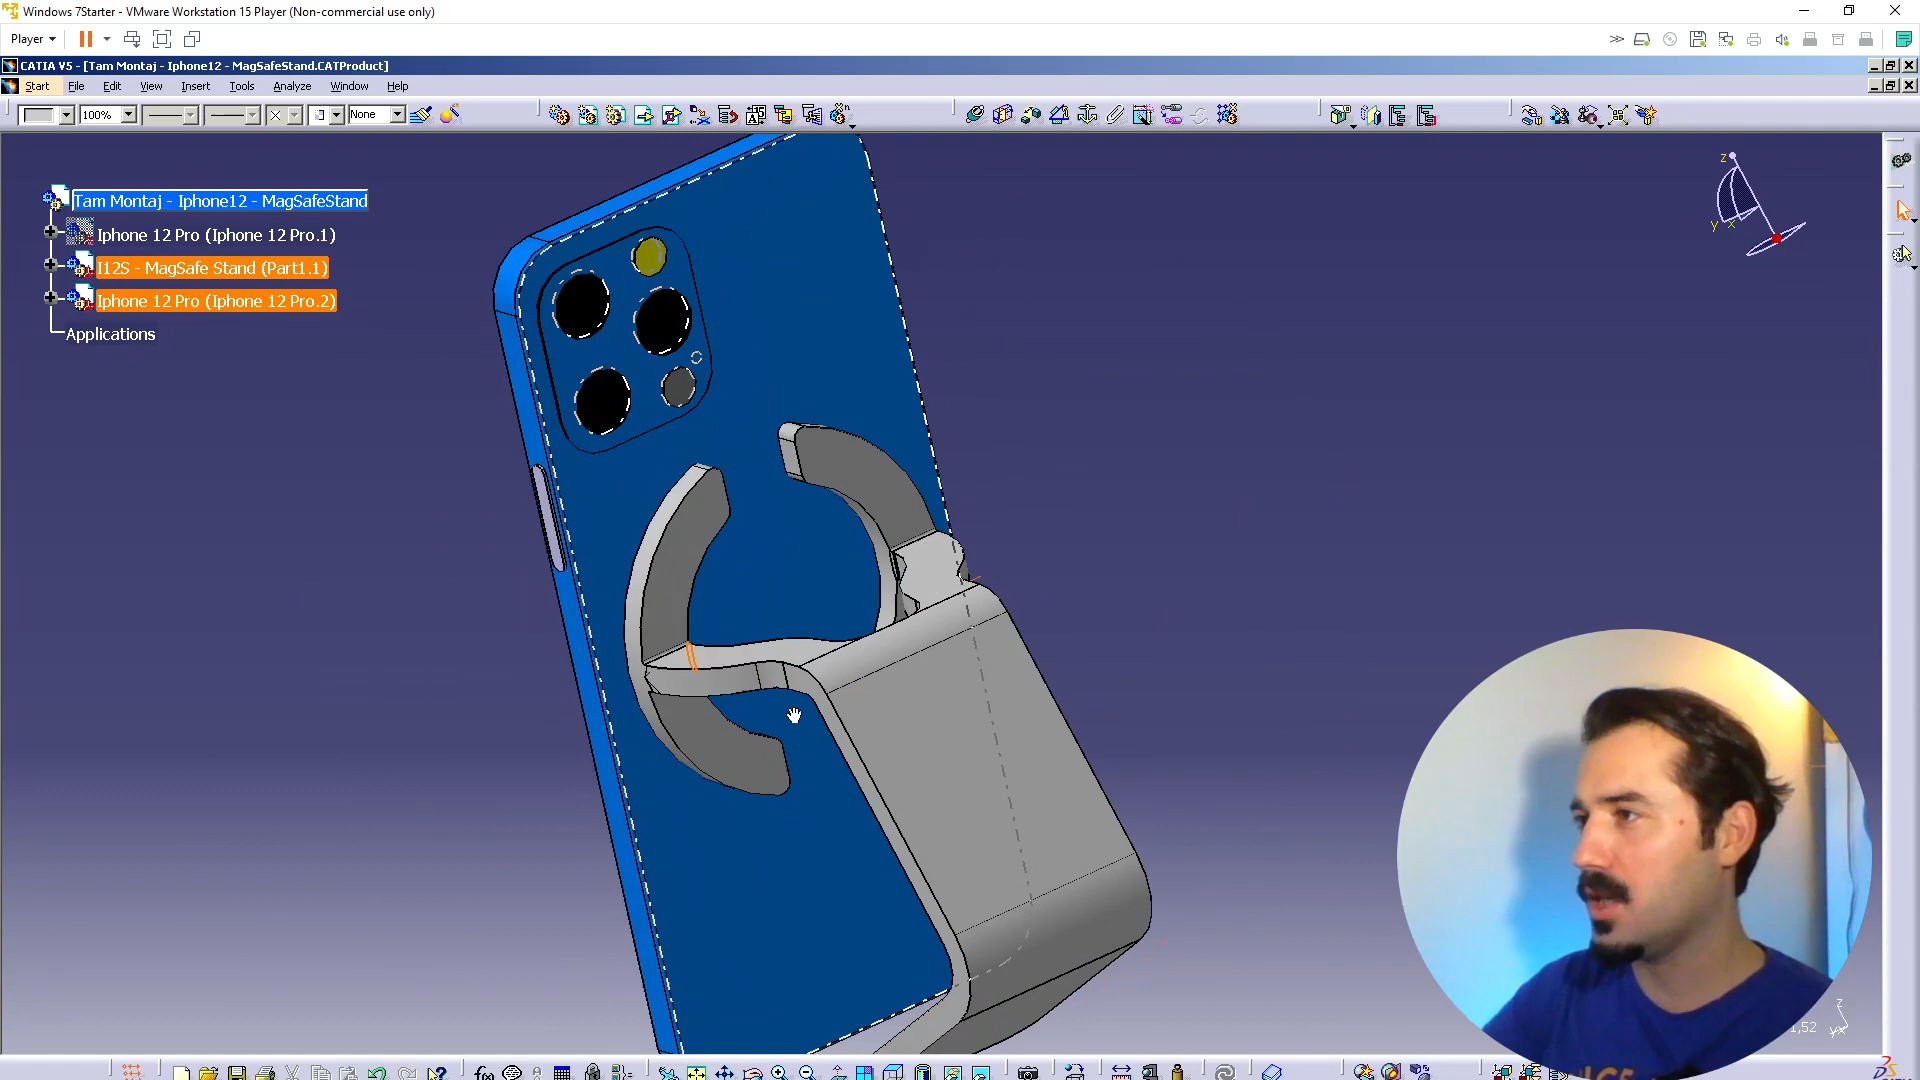 Windows 7Starter - VMware Workstation 15 Player (Non-commercial use only)
Player
CATIA V5 - [Tam Montaj - Iphone12 - MagSafeStand.CATProduct]
Start File Edit View Insert Tools Analyze Window Help
100% None
Tam Montaj - Iphone12 - MagSafeStand
Iphone 12 Pro (Iphone 12 Pro.1)
I12S - MagSafe Stand (Part1.1)
Iphone 12 Pro (Iphone 12 Pro.2)
Applications
z
y x
z
1,52
f(x)